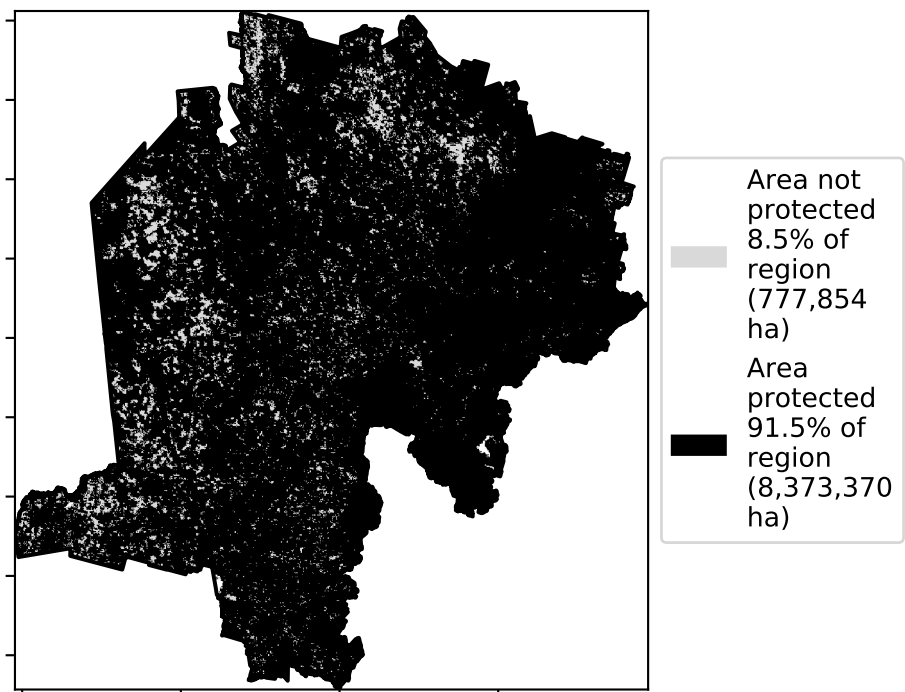 Area not
protected
8.5% of
region
(777,854
ha)
Area
protected
91.5% of
region
(8,373,370
ha)